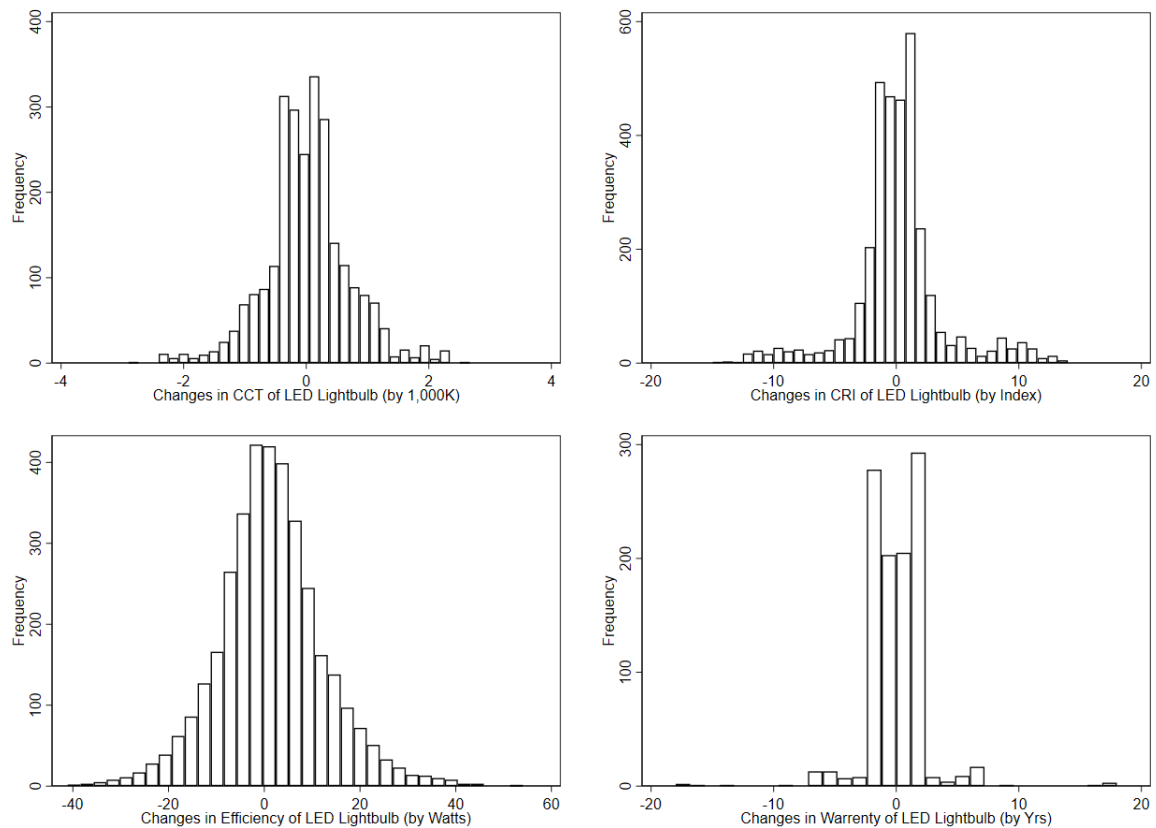 400
300
200
100
0
Frequency
-4 -2 0 2 4
Changes in CCT of LED Lightbulb (by 1,000K)
600
400
200
0
Frequency
-20 -10 0 10 20
Changes in CRI of LED Lightbulb (by Index)
400
300
200
100
0
Frequency
-40 -20 0 20 40 60
Changes in Efficiency of LED Lightbulb (by Watts)
300
200
100
0
Frequency
-20 -10 0 10 20
Changes in Warrenty of LED Lightbulb (by Yrs)